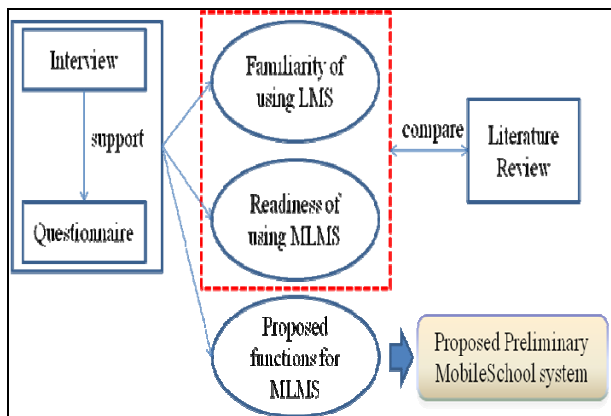 Interview
support
Questionnaire
Familiarity of
using LMS
Readiness of
using MLMS
Proposed
functions for
MLMS
compare
Literature
Review
Proposed Preliminary
MobileSchool system